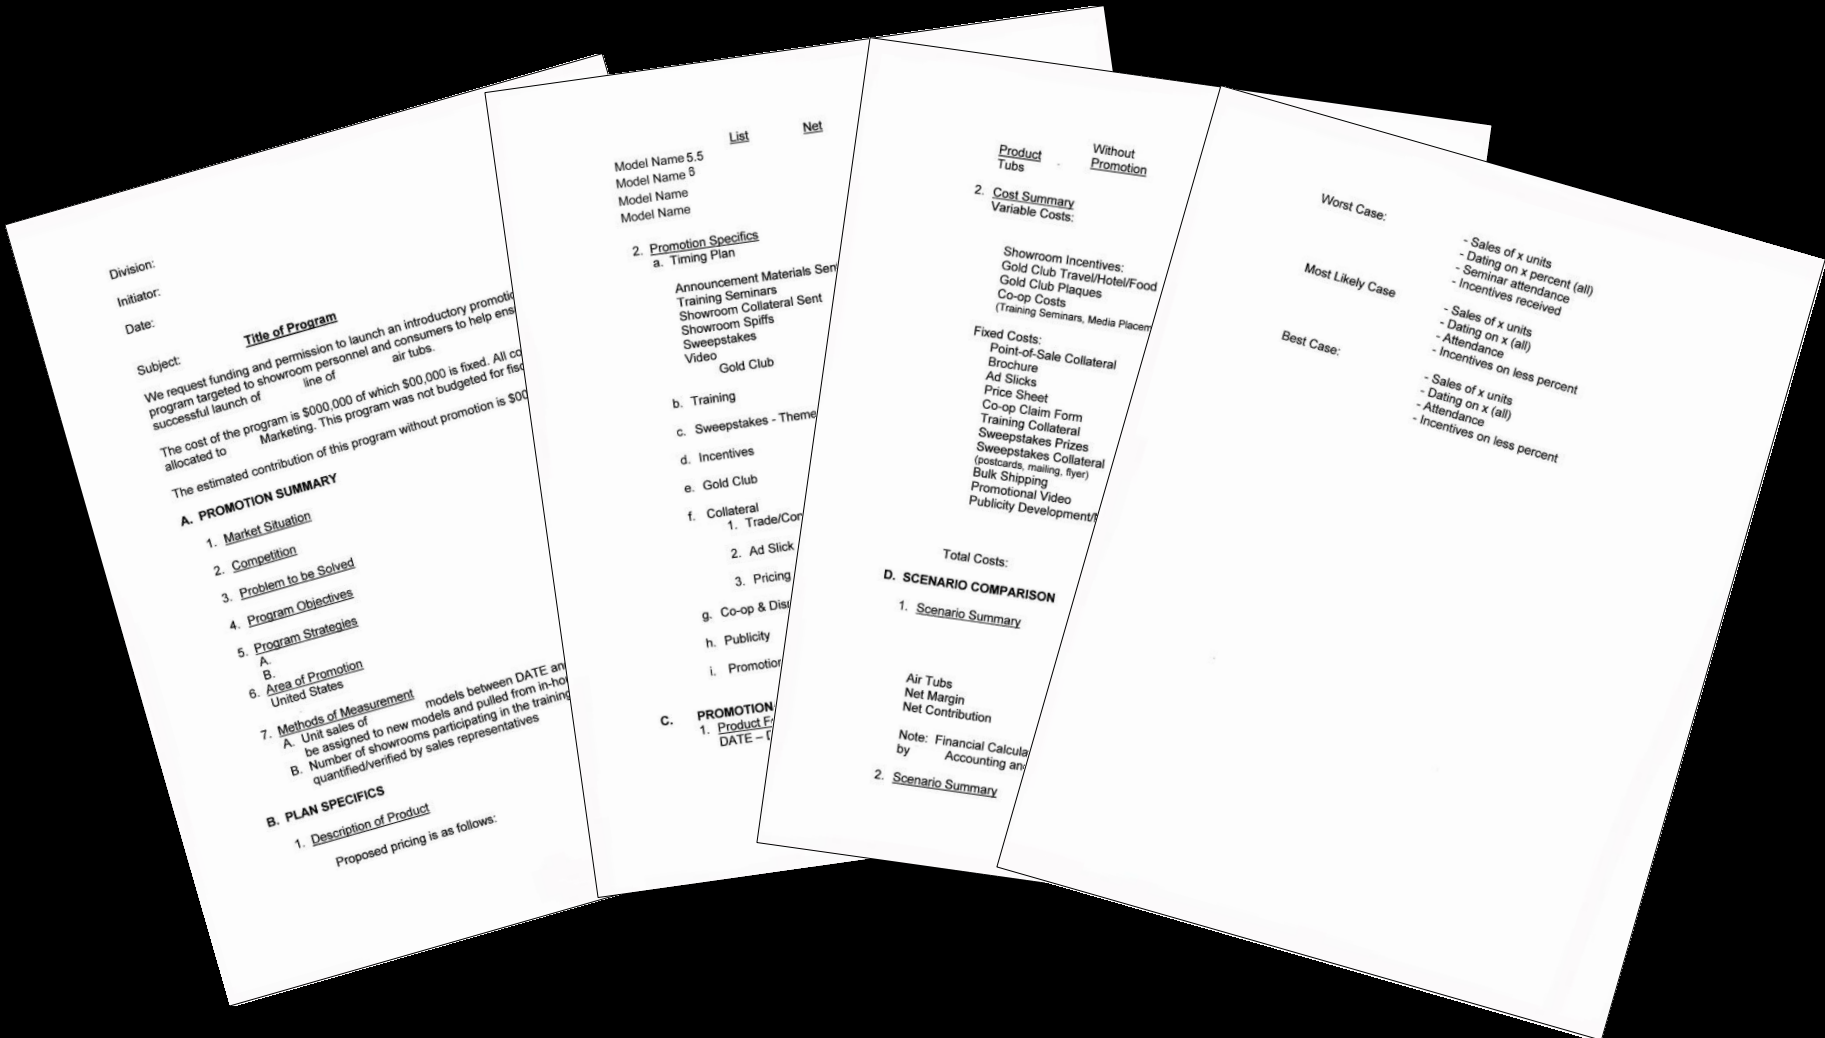 Division:
Initiator:
Date:
Title of Program
Subject:
We request funding and permission to launch an introductory promotio
program targeted to showroom personnel and consumers to help ens
successful launch of line of air tubs.
The cost of the program is $000,000 of which $00,000 is fixed. All co
allocated to Marketing. This program was not budgeted for fisc
The estimated contribution of this program without promotion is $00
A. PROMOTION SUMMARY
1. Market Situation
2. Competition
3. Problem to be Solved
4. Program Objectives
5. Program Strategies
A.
B.
6. Area of Promotion
United States
7. Methods of Measurement
A. Unit sales of models between DATE an
be assigned to new models and pulled from in-ho
B. Number of showrooms participating in the training
quantified/verified by sales representatives
B. PLAN SPECIFICS
1. Description of Product
Proposed pricing is as follows:
List Net
Model Name 5.5
Model Name 6
Model Name
Model Name
2. Promotion Specifics
a. Timing Plan
Announcement Materials Sen
Training Seminars
Showroom Collateral Sent
Showroom Spiffs
Sweepstakes
Video
Gold Club
b. Training
c. Sweepstakes - Theme
d. Incentives
e. Gold Club
f. Collateral
1. Trade/Con
2. Ad Slick
3. Pricing
g. Co-op & Dis
h. Publicity
i. Promotion
C. PROMOTION
1. Product F
DATE –
Product Without
Tubs Promotion
2. Cost Summary
Variable Costs:
Showroom Incentives:
Gold Club Travel/Hotel/Food
Gold Club Plaques
Co-op Costs
(Training Seminars, Media Placem
Fixed Costs:
Point-of-Sale Collateral
Brochure
Ad Slicks
Price Sheet
Co-op Claim Form
Training Collateral
Sweepstakes Prizes
Sweepstakes Collateral
(postcards, mailing, flyer)
Bulk Shipping
Promotional Video
Publicity Development/
Total Costs:
D. SCENARIO COMPARISON
1. Scenario Summary
Air Tubs
Net Margin
Net Contribution
Note: Financial Calcula
by Accounting and
2. Scenario Summary
Worst Case:
- Sales of x units
- Dating on x percent (all)
- Seminar attendance
- Incentives received
Most Likely Case
- Sales of x units
- Dating on x (all)
- Attendance
- Incentives on less percent
Best Case:
- Sales of x units
- Dating on x (all)
- Attendance
- Incentives on less percent